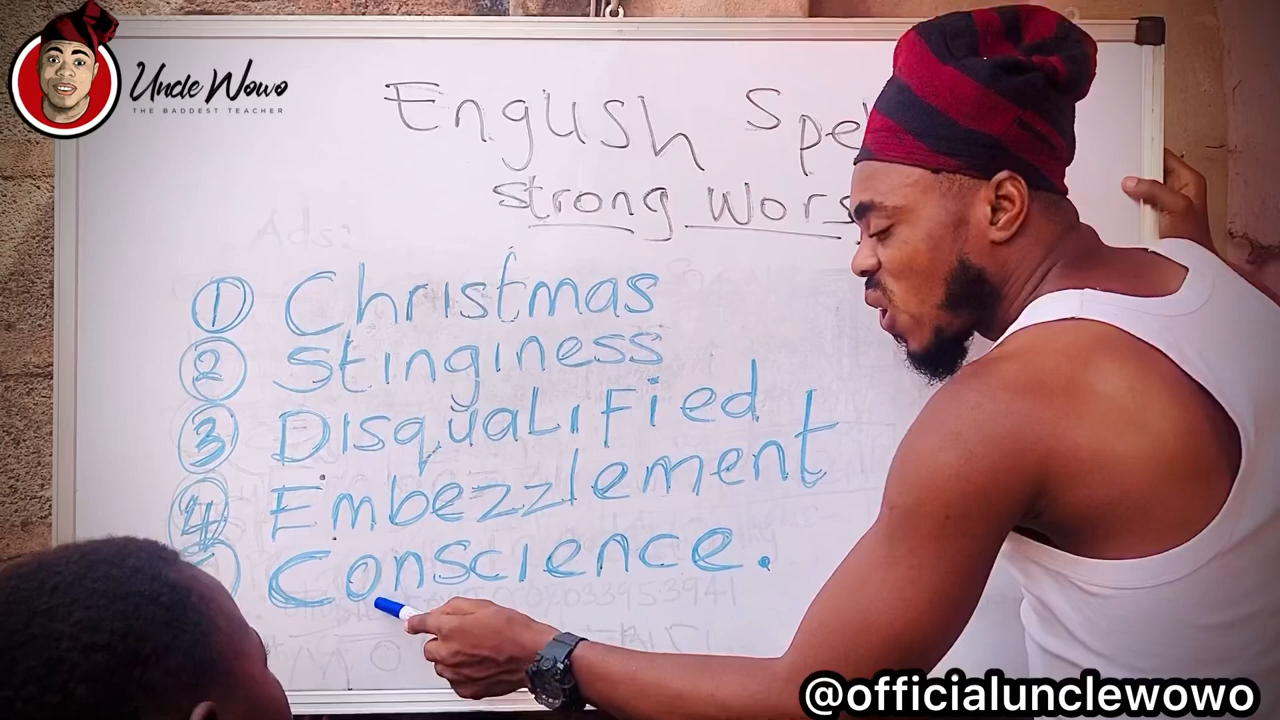 Uncle Wowo
THE BADDEST TEACHER
English Spe
strong Wors
Ads:
① Christmas
② Stinginess
③ DisquaLiFied
④ Embezzlement
Conscience.
@officialunclewowo